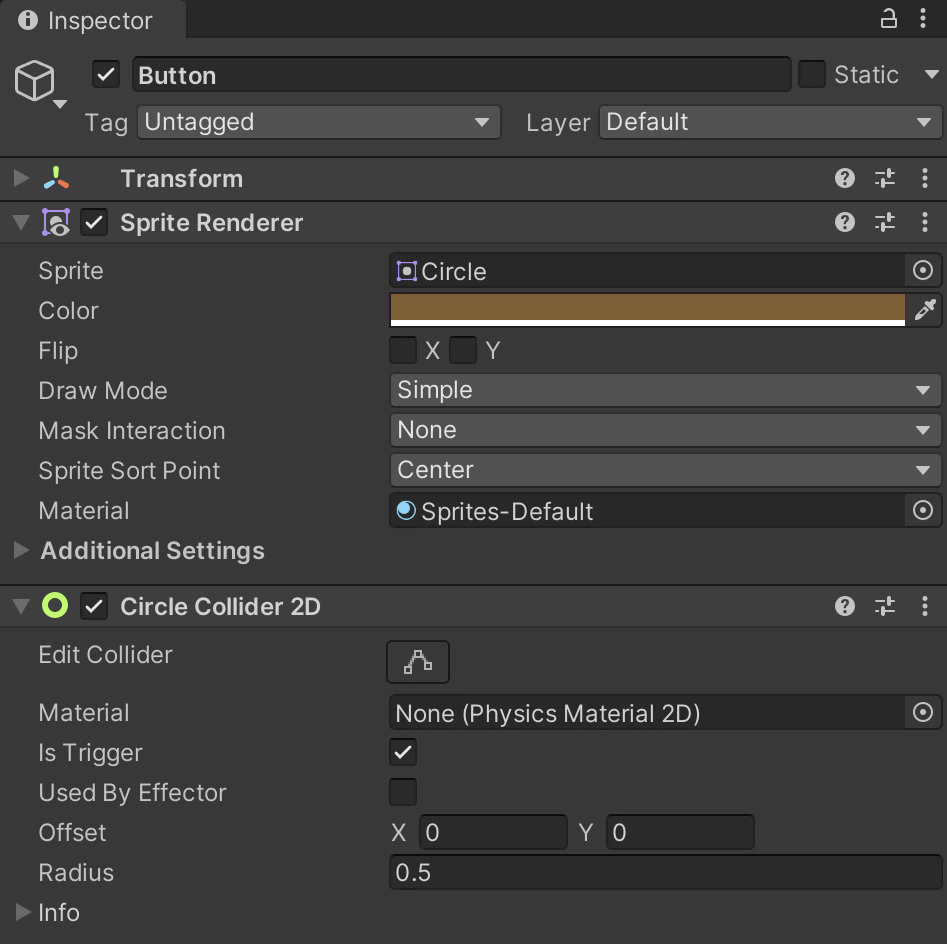 Inspector
Button
Static
Tag Untagged Layer Default
Transform
Sprite Renderer
Sprite Circle
Color
Flip X Y
Draw Mode Simple
Mask Interaction None
Sprite Sort Point Center
Material Sprites-Default
Additional Settings
Circle Collider 2D
Edit Collider
Material None (Physics Material 2D)
Is Trigger
Used By Effector
Offset X 0 Y 0
Radius 0.5
Info